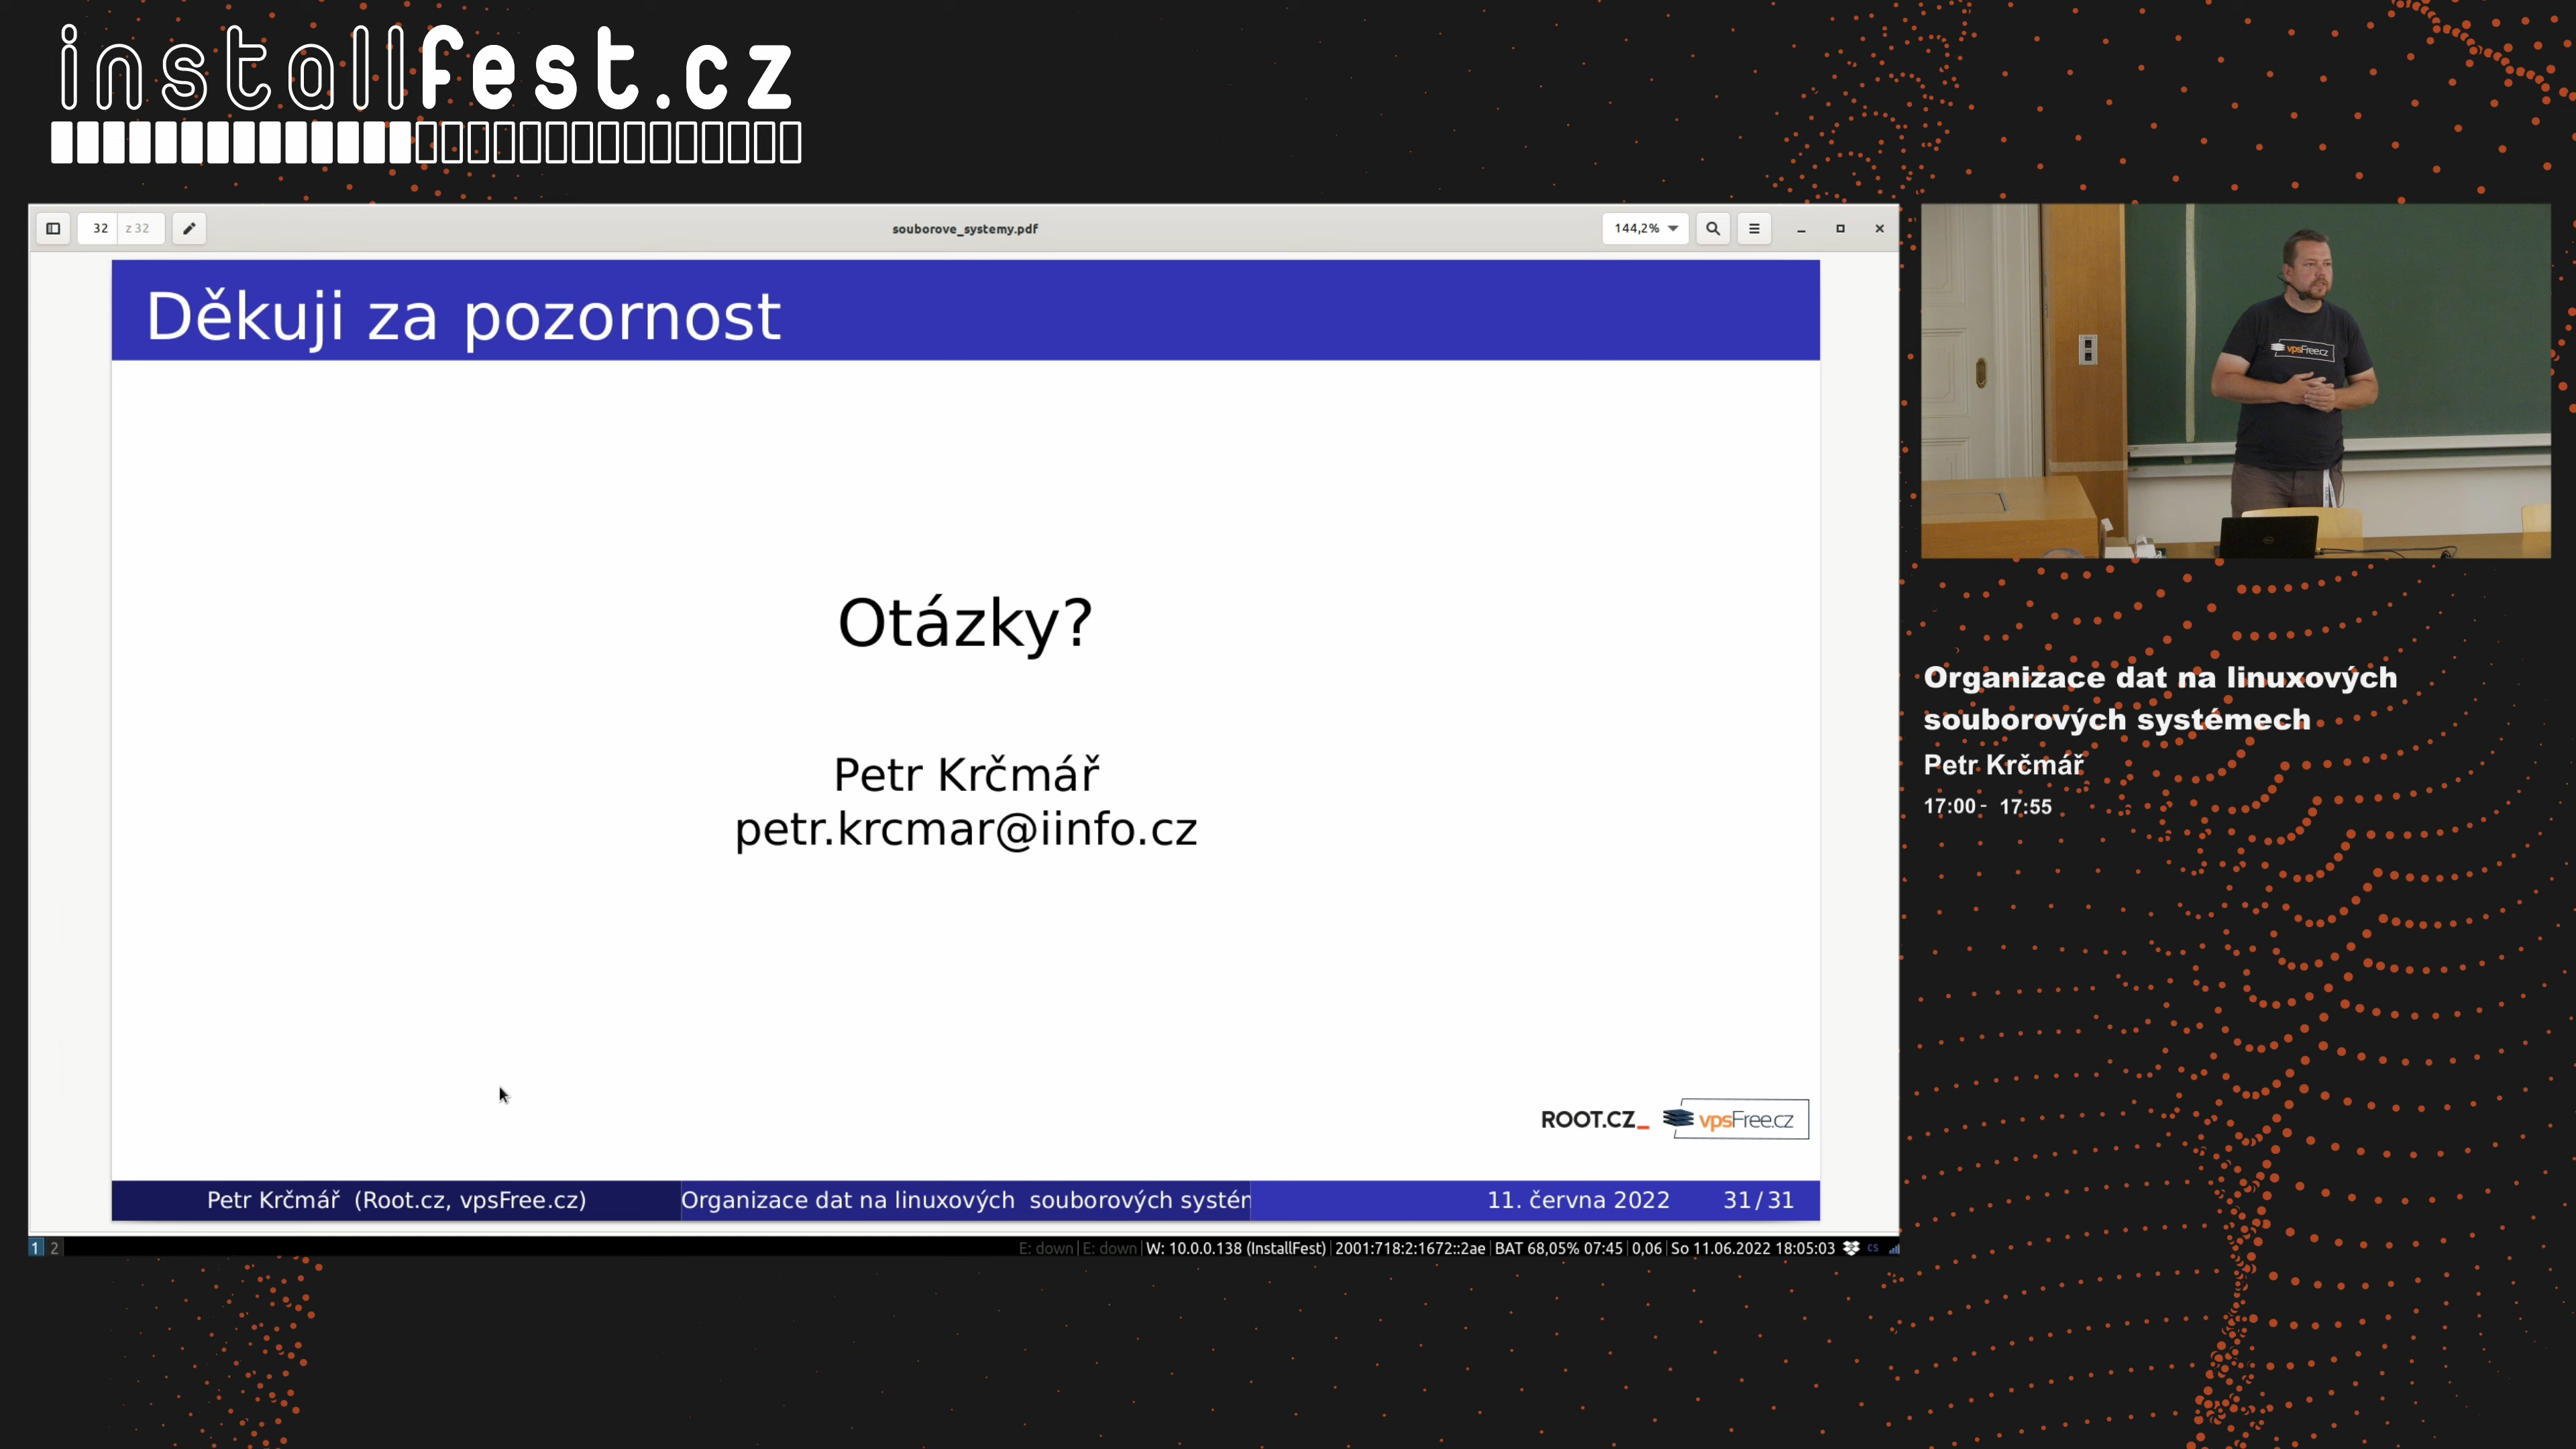 installfest.cz
32 z 32
souborove_systemy.pdf
144,2%
Děkuji za pozornost
Otázky?
Petr Krčmář
petr.krcmar@iinfo.cz
ROOT.CZ_ vpsFree.cz
Petr Krčmář (Root.cz, vpsFree.cz) Organizace dat na linuxových souborových systém 11. června 2022 31/31
1 2 E: down | E: down | W: 10.0.0.138 (InstallFest) | 2001:718:2:1672::2ae | BAT 68,05% 07:45 | 0,06 | So 11.06.2022 18:05:03 cs
vpsFree.cz
Organizace dat na linuxových
souborových systémech
Petr Krčmář
17:00 - 17:55